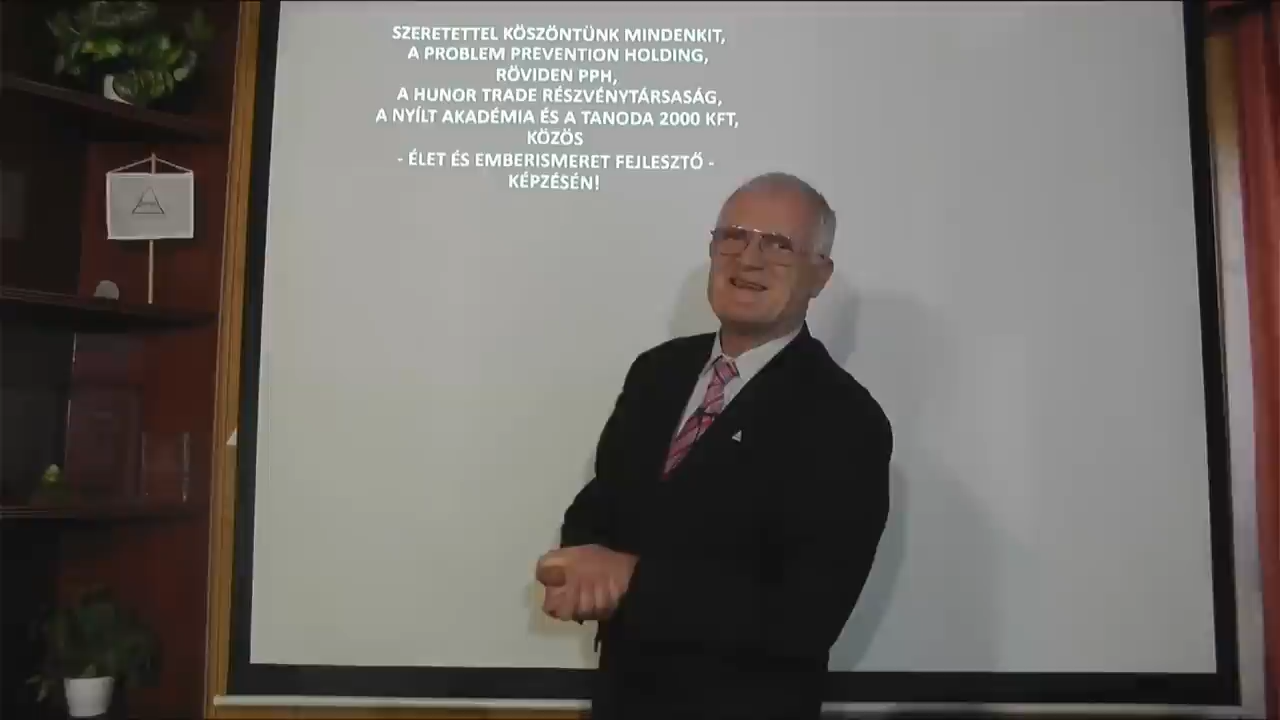 SZERETETTEL KÖSZÖNTÜNK MINDENKIT,
A PROBLEM PREVENTION HOLDING,
RÖVIDEN PPH,
A HUNOR TRADE RÉSZVÉNYTÁRSASÁG,
A NYÍLT AKADÉMIA ÉS A TANODA 2000 KFT,
KÖZÖS
- ÉLET ÉS EMBERISMERET FEJLESZTŐ -
KÉPZÉSÉN!